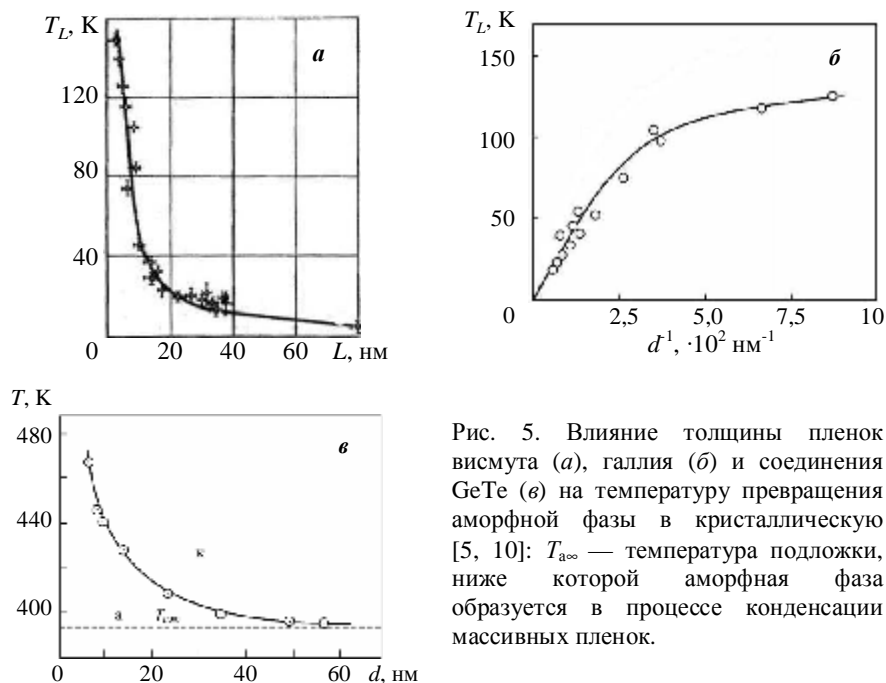 T_L, К
а
120
80
40
0
20
40
60
L, нм
T_L, К
б
150
100
50
0
2,5
5,0
7,5
10
d⁻¹, ·10² нм⁻¹
T, К
в
480
440
400
к
а
0
20
40
60
d, нм
Рис. 5. Влияние толщины пленок
висмута (а), галлия (б) и соединения
GeTe (в) на температуру превращения
аморфной фазы в кристаллическую
[5, 10]: Tа∞ — температура подложки,
ниже которой аморфная фаза
образуется в процессе конденсации
массивных пленок.